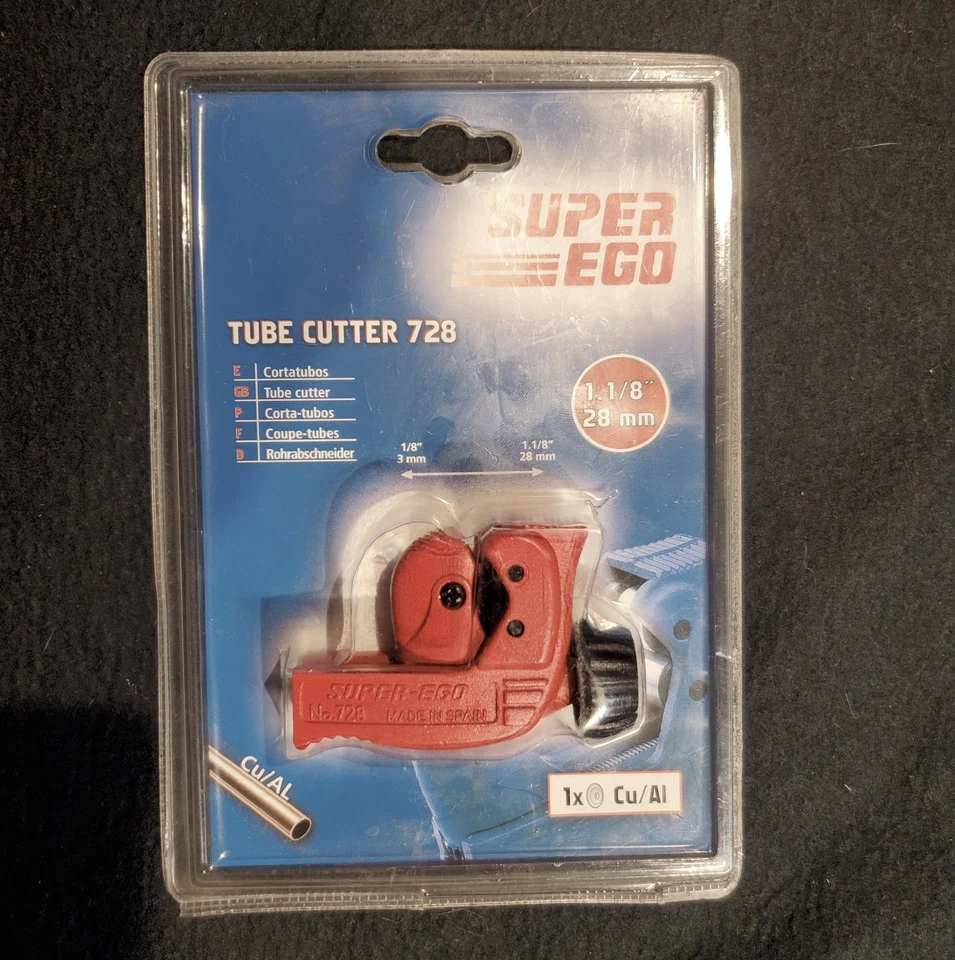 SUPER
EGO
TUBE CUTTER 728
E Cortatubos
GB Tube cutter
P Corta-tubos
F Coupe-tubes
D Rohrabschneider
1.1/8"
28 mm
1/8" 1.1/8"
3 mm 28 mm
SUPER-EGO
No.728 MADE IN SPAIN
Cu/AL
1x Cu/Al